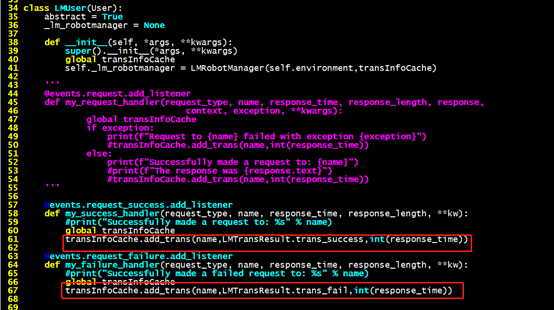 34 class LMUser(User):
35     abstract = True
36     _lm_robotmanager = None
37
38     def __init__(self, *args, **kwargs):
39         super().__init__(*args, **kwargs)
40         global transInfoCache
41         self._lm_robotmanager = LMRobotManager(self.environment,transInfoCache)
42
43     '''
44     @events.request.add_listener
45     def my_request_handler(request_type, name, response_time, response_length, response,
46                            context, exception, **kwargs):
47             global transInfoCache
48             if exception:
49                 print(f"Request to {name} failed with exception {exception}")
50                 #transInfoCache.add_trans(name,int(response_time))
51             else:
52                 print(f"Successfully made a request to: {name}")
53                 #print(f"The response was {response.text}")
54                 #transInfoCache.add_trans(name,int(response_time))
55     '''
56
57     @events.request_success.add_listener
58     def my_success_handler(request_type, name, response_time, response_length, **kw):
59         #print("Successfully made a request to: %s" % name)
60         global transInfoCache
61         transInfoCache.add_trans(name,LMTransResult.trans_success,int(response_time))
62
63     @events.request_failure.add_listener
64     def my_failure_handler(request_type, name, response_time, response_length, **kw):
65         #print("Successfully made a failed request to: %s" % name)
66         global transInfoCache
67         transInfoCache.add_trans(name,LMTransResult.trans_fail,int(response_time))
68